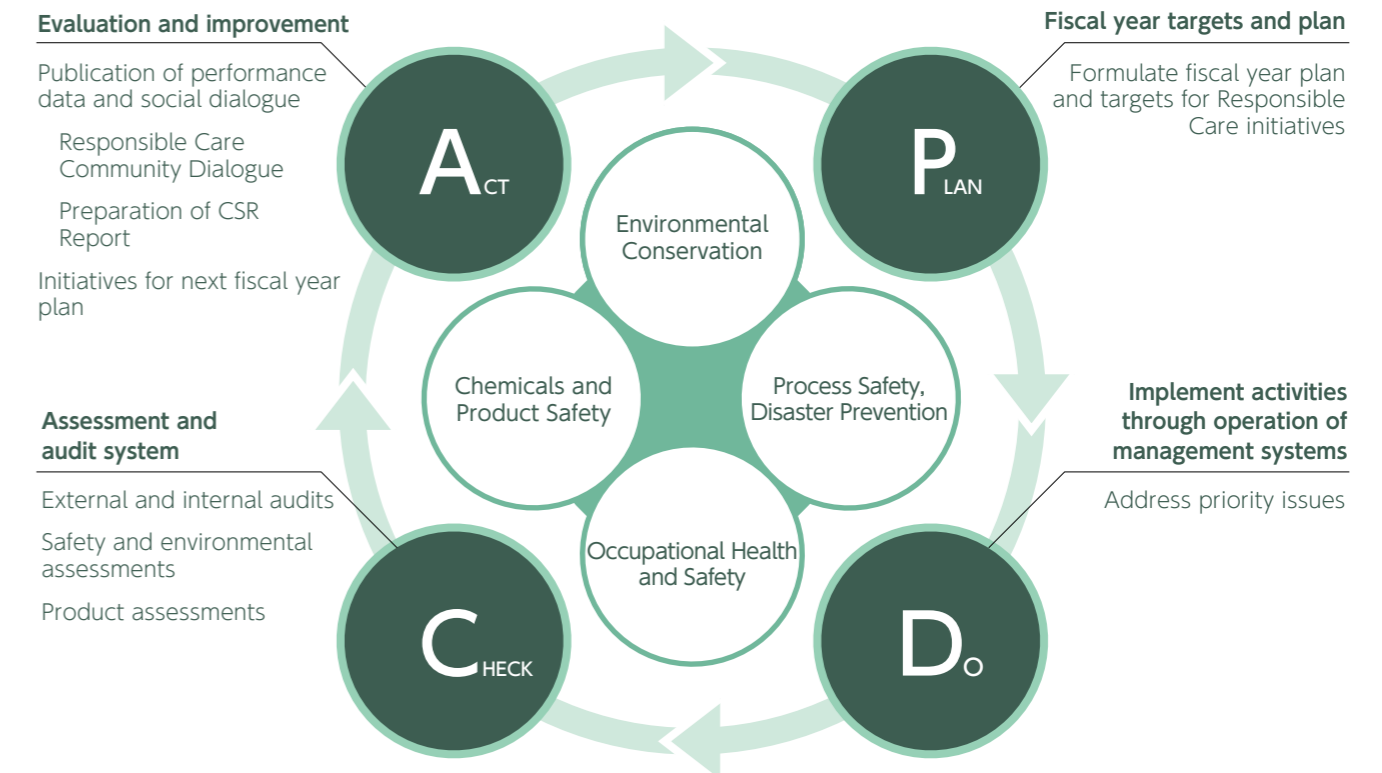 Evaluation and improvement
Publication of performance
data and social dialogue
Responsible Care
Community Dialogue
Preparation of CSR
Report
Initiatives for next fiscal year
plan
ACT
Fiscal year targets and plan
Formulate fiscal year plan
and targets for Responsible
Care initiatives
PLAN
Environmental
Conservation
Chemicals and
Product Safety
Process Safety,
Disaster Prevention
Occupational Health
and Safety
Assessment and
audit system
External and internal audits
Safety and environmental
assessments
Product assessments
CHECK
Implement activities
through operation of
management systems
Address priority issues
DO